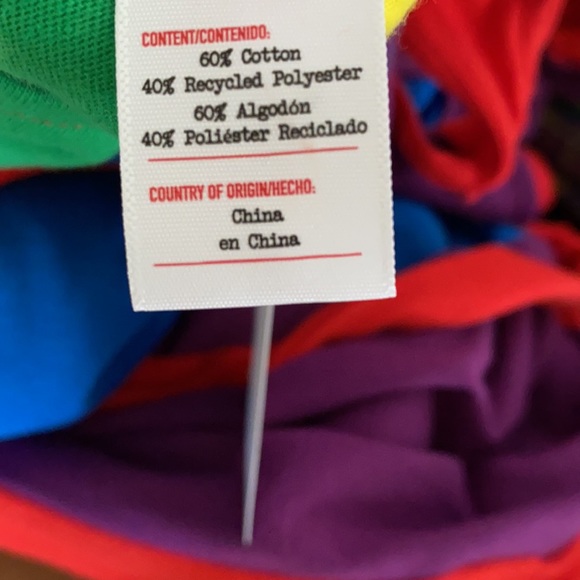 CONTENT/CONTENIDO:
60% Cotton
40% Recycled Polyester
60% Algodón
40% Poliéster Reciclado
COUNTRY OF ORIGIN/HECHO:
China
en China